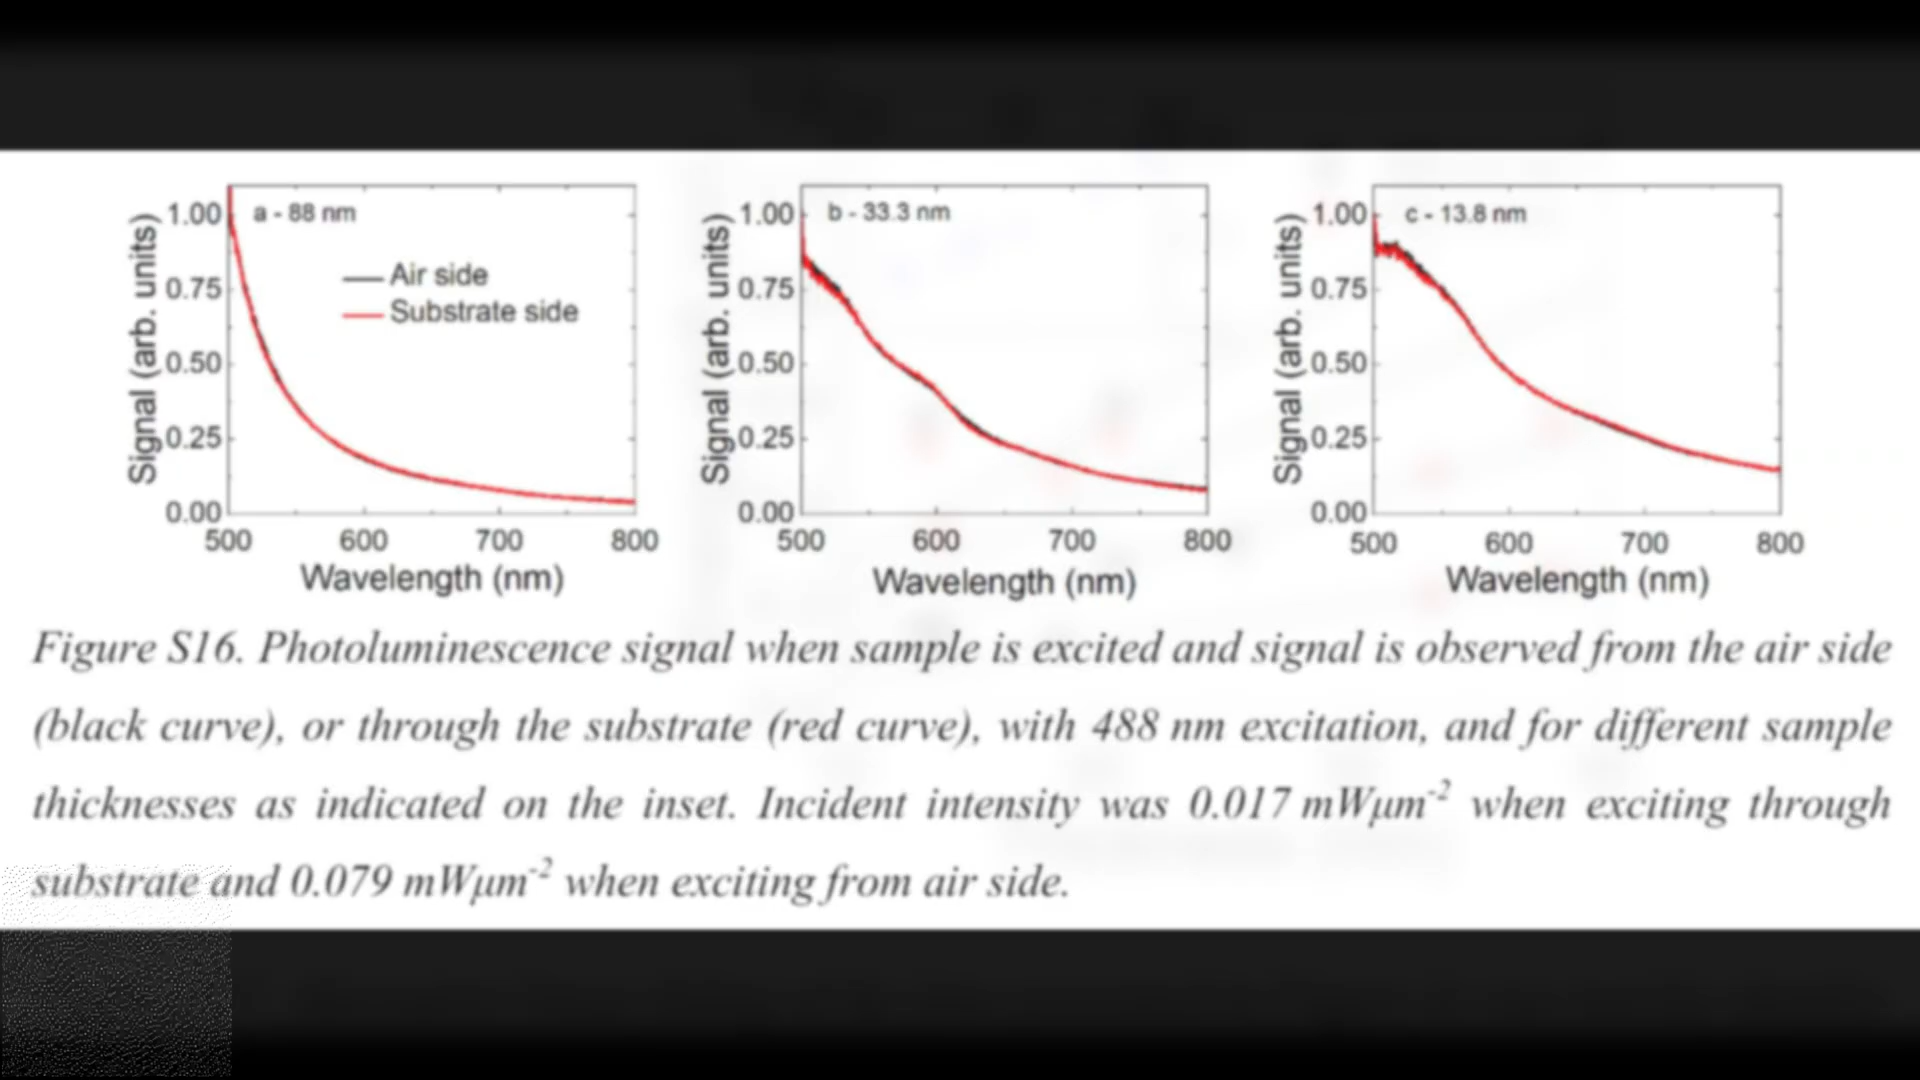 a - 88 nm
Air side
Substrate side
Signal (arb. units)
1.00
0.75
0.50
0.25
0.00
500 600 700 800
Wavelength (nm)
b - 33.3 nm
Signal (arb. units)
1.00
0.75
0.50
0.25
0.00
500 600 700 800
Wavelength (nm)
c - 13.8 nm
Signal (arb. units)
1.00
0.75
0.50
0.25
0.00
500 600 700 800
Wavelength (nm)
Figure S16. Photoluminescence signal when sample is excited and signal is observed from the air side
(black curve), or through the substrate (red curve), with 488 nm excitation, and for different sample
thicknesses as indicated on the inset. Incident intensity was 0.017 mWμm⁻² when exciting through
substrate and 0.079 mWμm⁻² when exciting from air side.